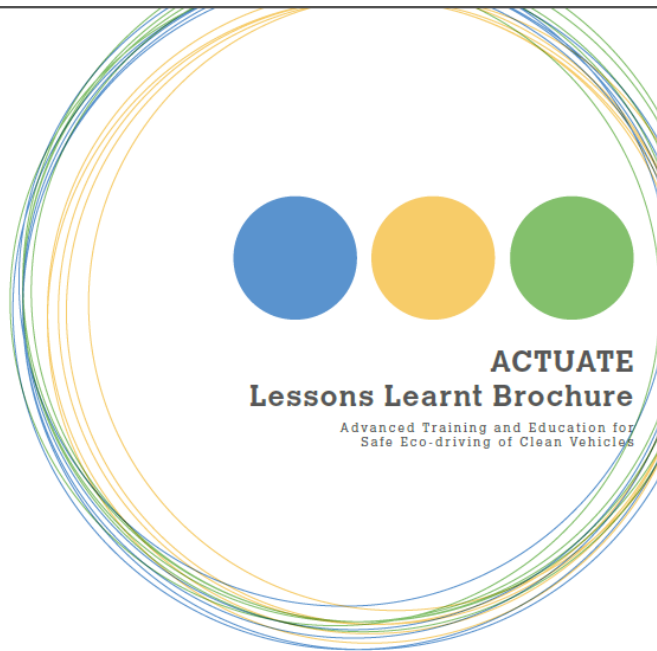 ACTUATE
Lessons Learnt Brochure
Advanced Training and Education for
Safe Eco-driving of Clean Vehicles